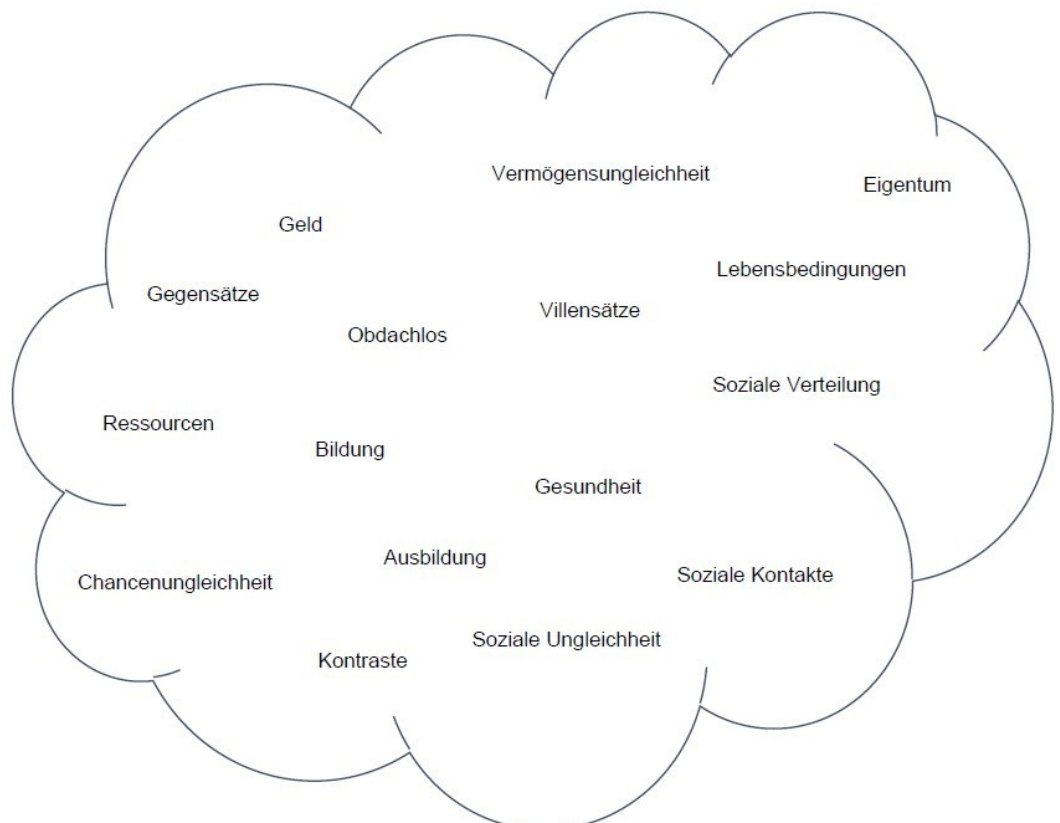 Vermögensungleichheit
Eigentum
Geld
Lebensbedingungen
Gegensätze
Villensätze
Obdachlos
Soziale Verteilung
Ressourcen
Bildung
Gesundheit
Ausbildung
Soziale Kontakte
Chancenungleichheit
Soziale Ungleichheit
Kontraste